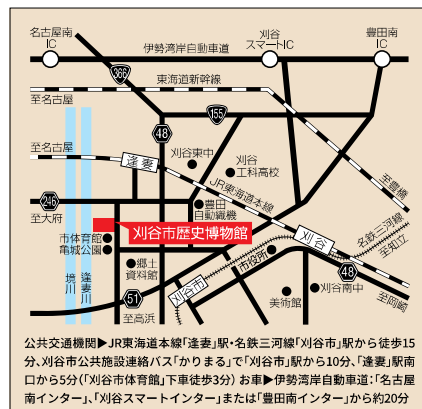 名古屋南
IC
刈谷
スマートIC
豊田南
IC
伊勢湾岸自動車道
366
東海道新幹線
至名古屋
155
48
至名古屋
逢妻
刈谷東中
刈谷
工科高校
JR東海道本線
至豊橋
246
至大府
豊田
自動織機
刈谷市歴史博物館
市体育館
亀城公園
刈谷
名鉄三河線
至知立
市役所
郷土
資料館
境川
逢妻川
51
刈谷市
48
至高浜
美術館
刈谷南中
至岡崎
公共交通機関▶JR東海道本線「逢妻」駅・名鉄三河線「刈谷市」駅から徒歩15
分、刈谷市公共施設連絡バス「かりまる」で「刈谷市」駅から10分、「逢妻」駅南
口から5分(「刈谷市体育館」下車徒歩3分) お車▶伊勢湾岸自動車道:「名古屋
南インター」、「刈谷スマートインター」または「豊田南インター」から約20分